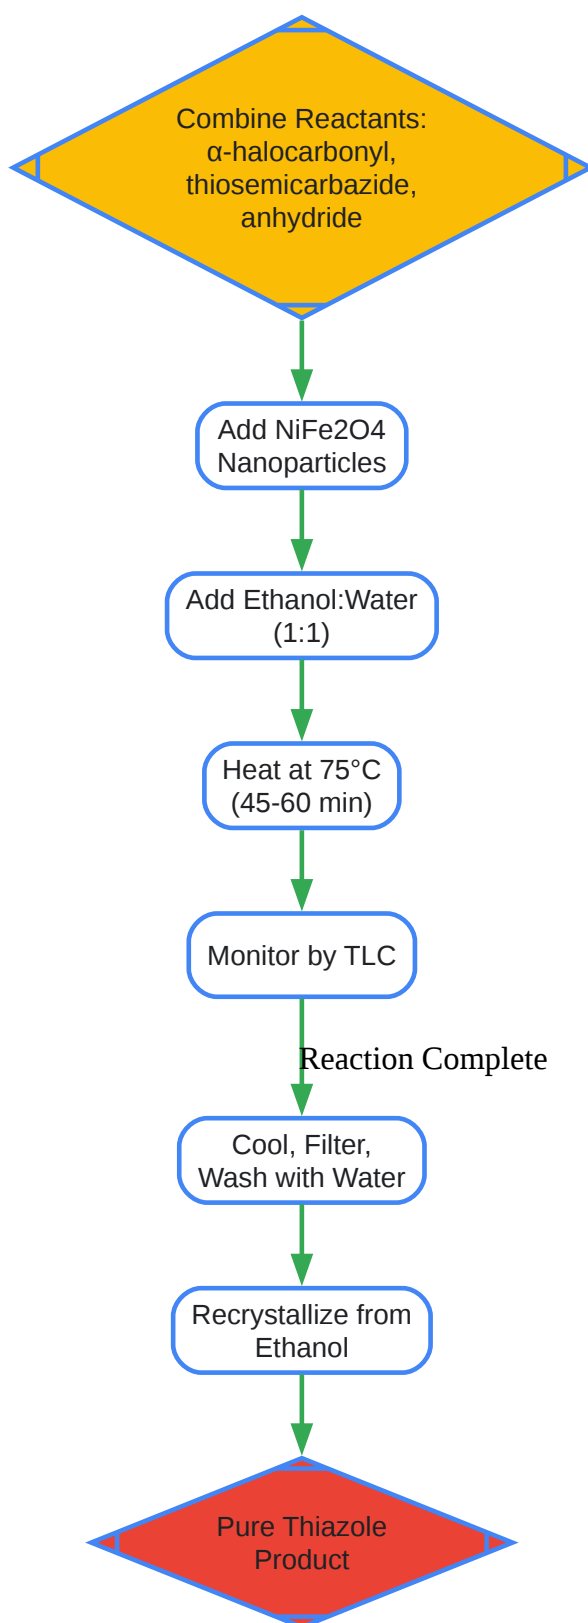 Combine Reactants:
α-halocarbonyl,
thiosemicarbazide,
anhydride
Add NiFe2O4
Nanoparticles
Add Ethanol:Water
(1:1)
Heat at 75°C
(45-60 min)
Monitor by TLC
Reaction Complete
Cool, Filter,
Wash with Water
Recrystallize from
Ethanol
Pure Thiazole
Product